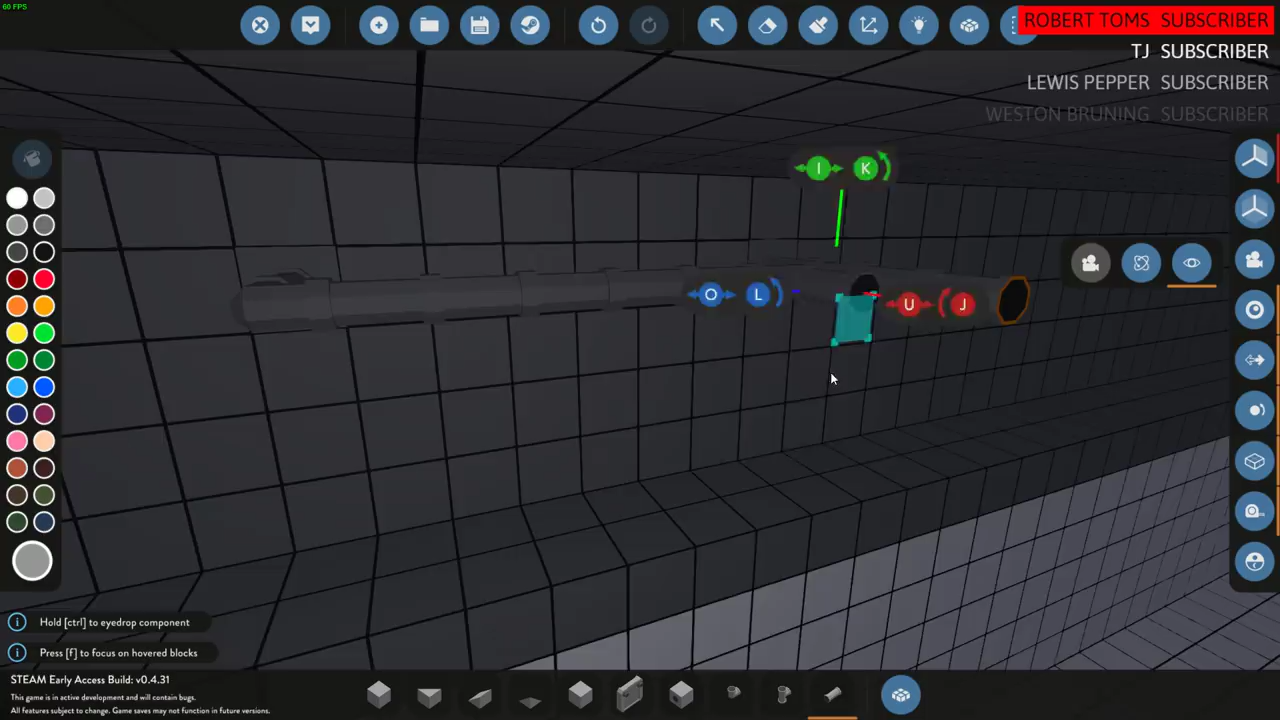 60 FPS
ROBERT TOMS SUBSCRIBER
TJ SUBSCRIBER
LEWIS PEPPER SUBSCRIBER
WESTON BRUNING SUBSCRIBER
I K
O L
U J
Hold [ctrl] to eyedrop component
Press [f] to focus on hovered blocks
STEAM Early Access Build: v0.4.31
This game is in active development and will contain bugs.
All features subject to change. Game saves may not function in future versions.